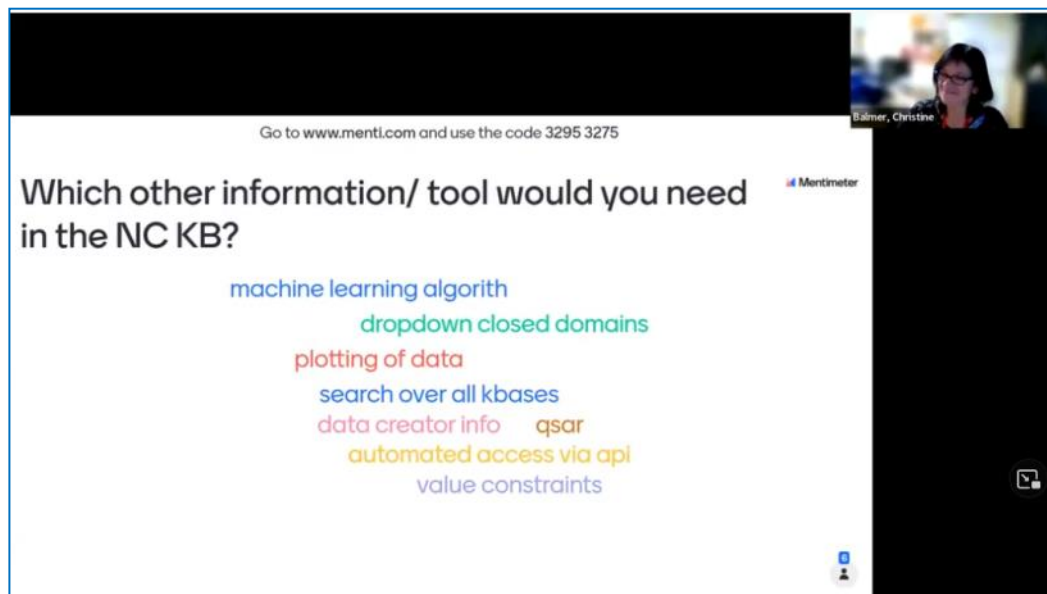 Go to www.menti.com and use the code 3295 3275
Balmer, Christine
Which other information/ tool would you need
in the NC KB?
Mentimeter
machine learning algorith
dropdown closed domains
plotting of data
search over all kbases
data creator info qsar
automated access via api
value constraints
6